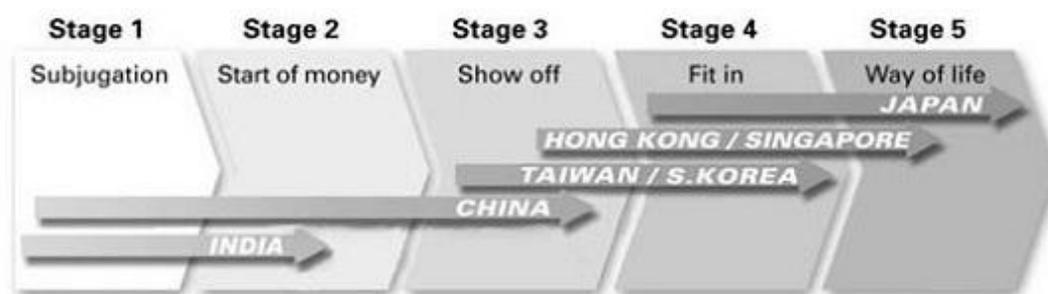 Stage 1 Stage 2 Stage 3 Stage 4 Stage 5
Subjugation Start of money Show off Fit in Way of life
JAPAN
HONG KONG / SINGAPORE
TAIWAN / S.KOREA
CHINA
INDIA